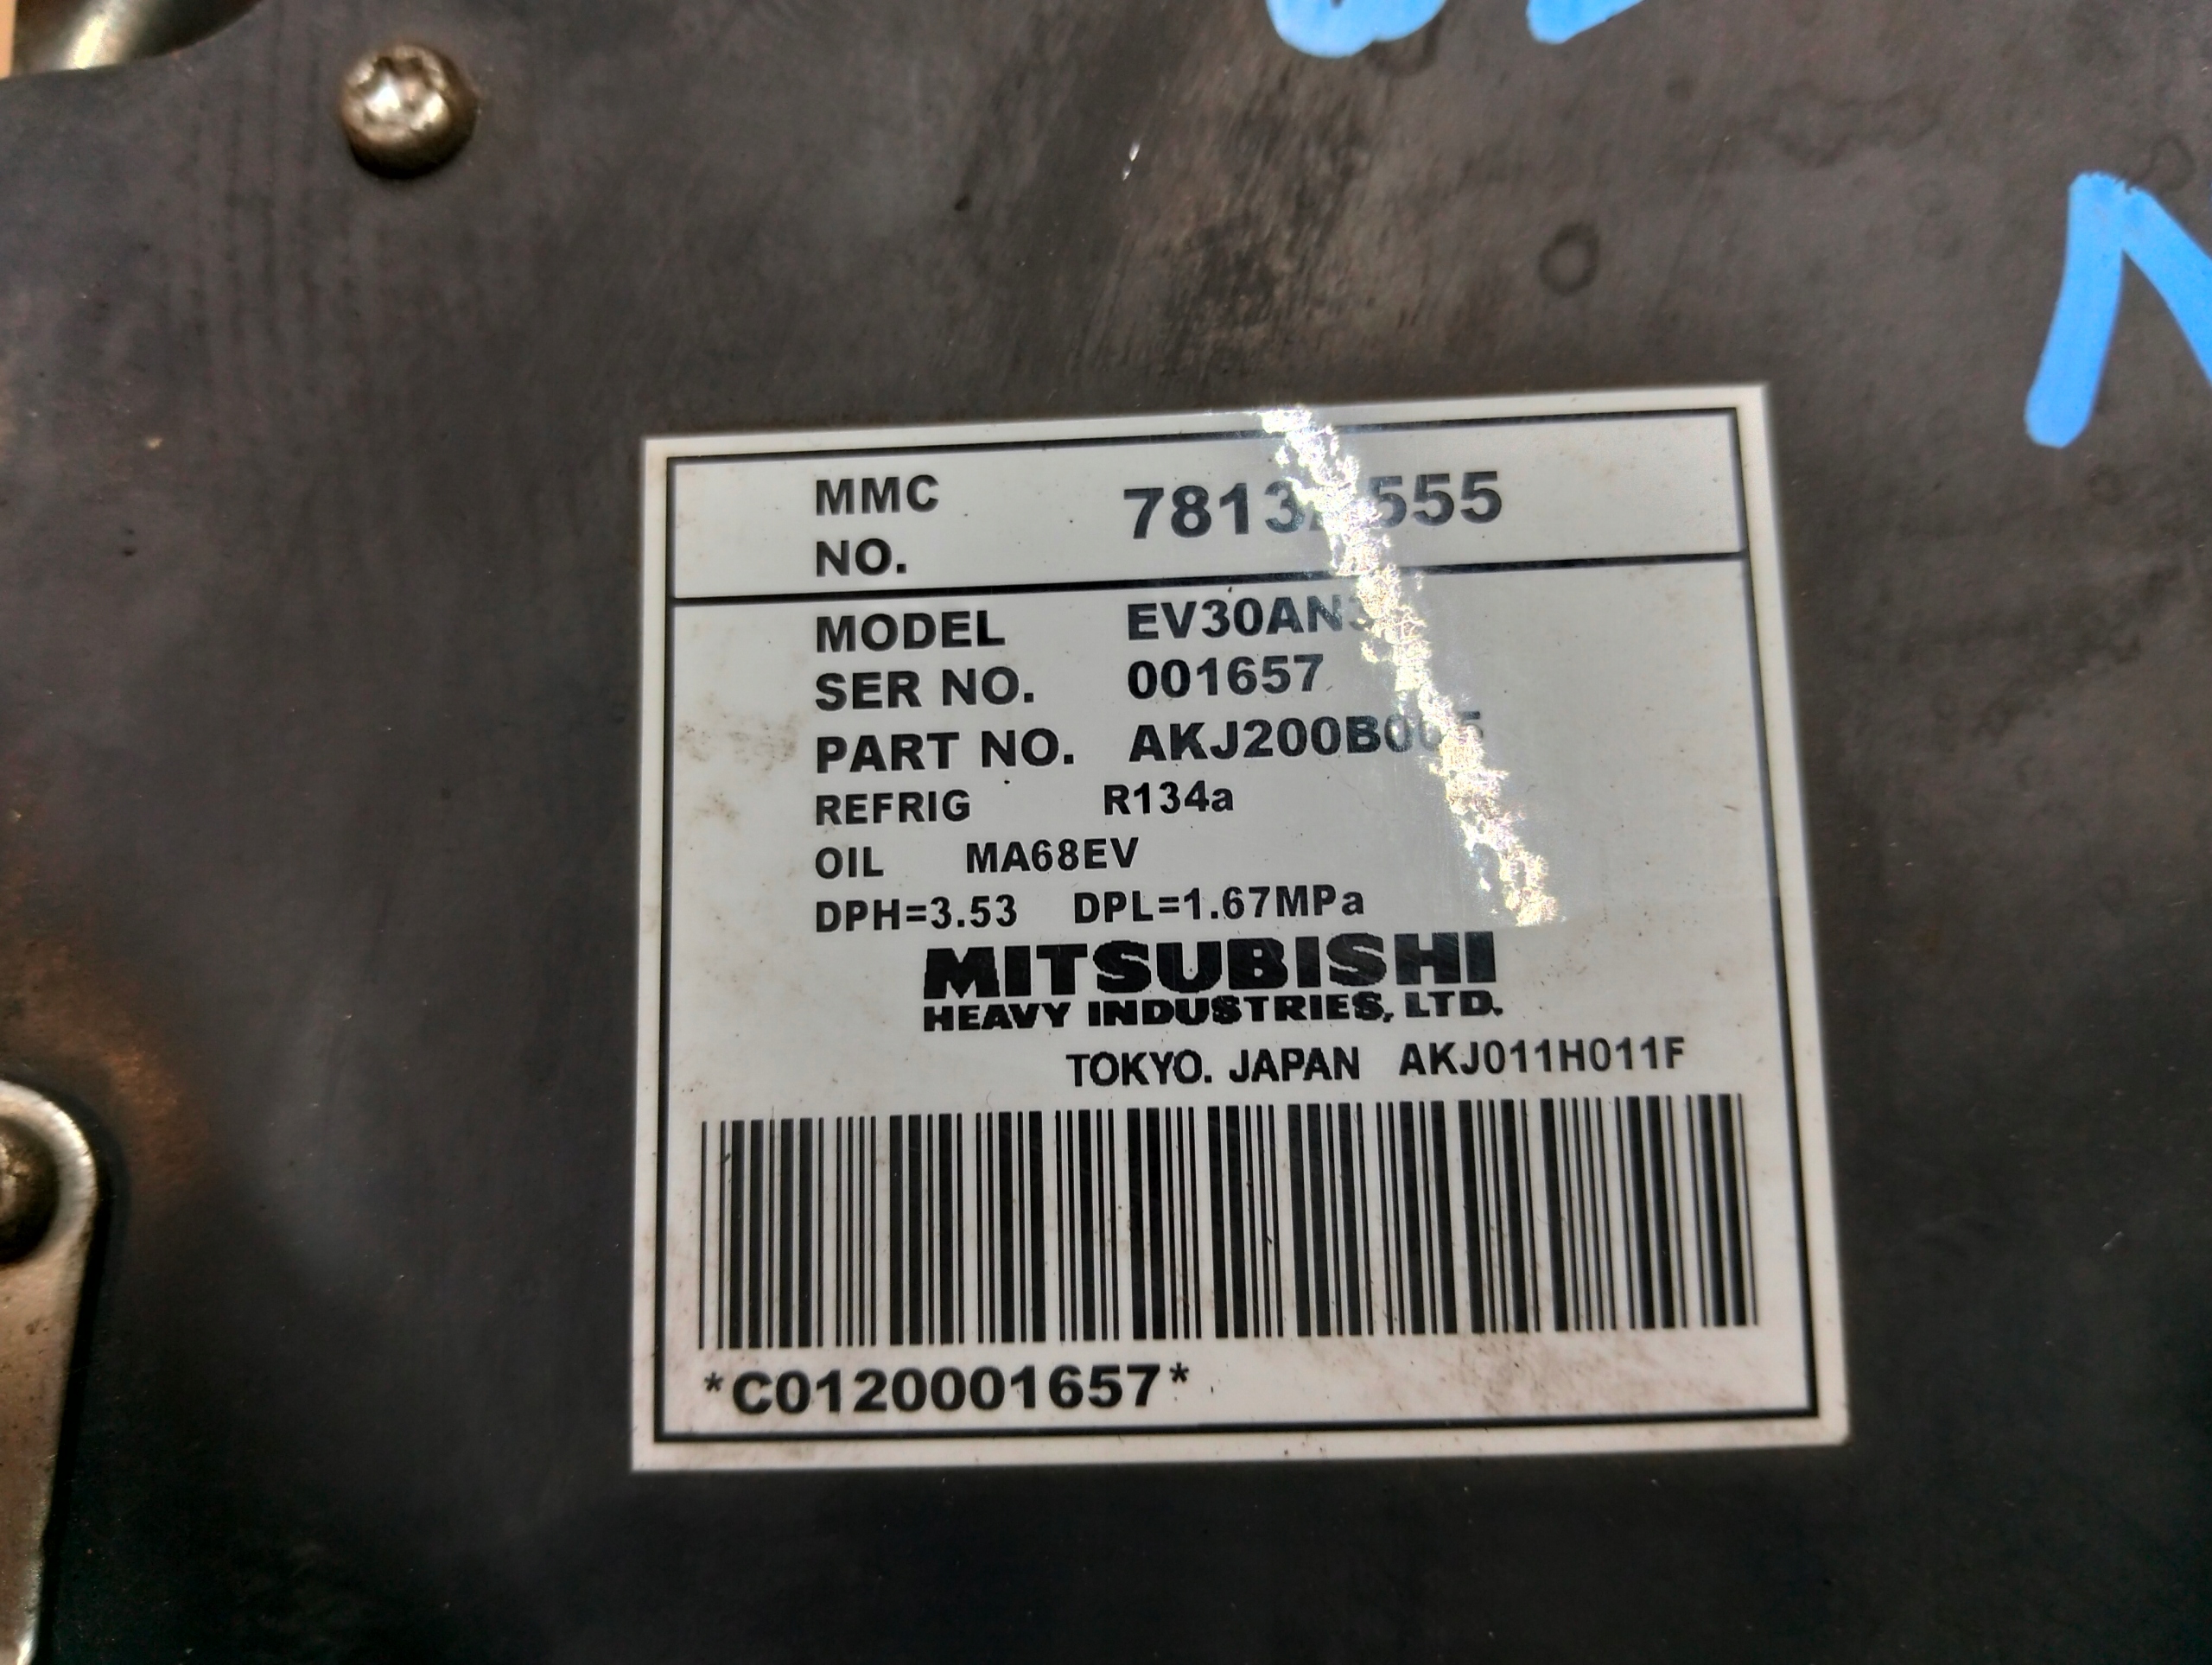 MMC
NO.
MODEL
SER NO. 001657
PART NO.
REFRIG R134a
OIL MA68EV
DPH=3.53 DPL=1.67MPa
MITSUBISHI
HEAVY INDUSTRIES, LTD.
TOKYO. JAPAN AKJ011H011F
*C0120001657*